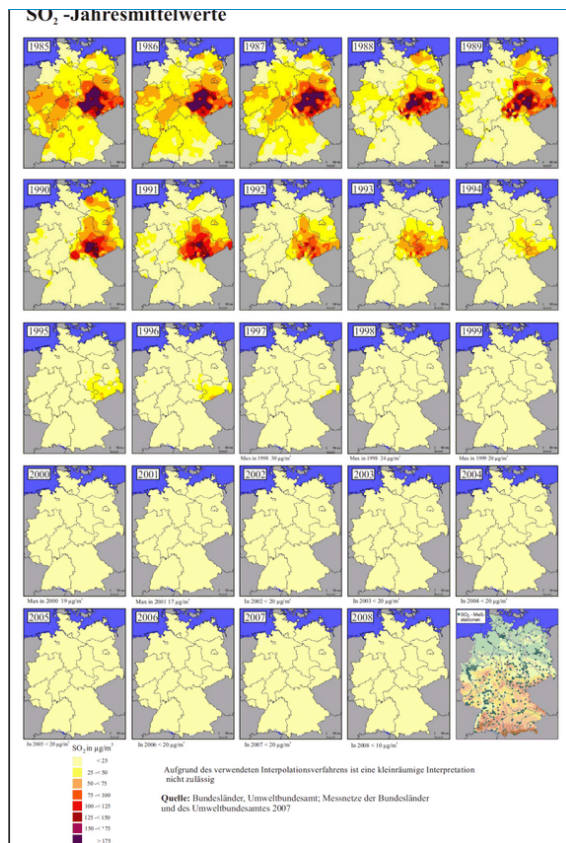 SO₂ -Jahresmittelwerte
1985
1986
1987
1988
1989
1990
1991
1992
1993
1994
1995
1996
1997
1998
1999
Max in 1998 30 µg/m³
Max in 1998 24 µg/m³
Max in 1999 20 µg/m³
2000
2001
2002
2003
2004
Max in 2000 19 µg/m³
Max in 2001 17 µg/m³
In 2002 < 20 µg/m³
In 2003 < 20 µg/m³
In 2004 < 20 µg/m³
2005
2006
2007
2008
SO₂ - Meß-
stationen
In 2005 < 20 µg/m³
In 2006 < 20 µg/m³
In 2007 < 20 µg/m³
In 2008 < 10 µg/m³
SO₂ in µg/m³
< 25
25 -< 50
50 -< 75
75 -< 100
100 -< 125
125 -< 150
> 175
Aufgrund des verwendeten Interpolationsverfahrens ist eine kleinräumige Interpretation
nicht zulässig
Quelle: Bundesländer, Umweltbundesamt; Messnetze der Bundesländer
und des Umweltbundesamtes 2007